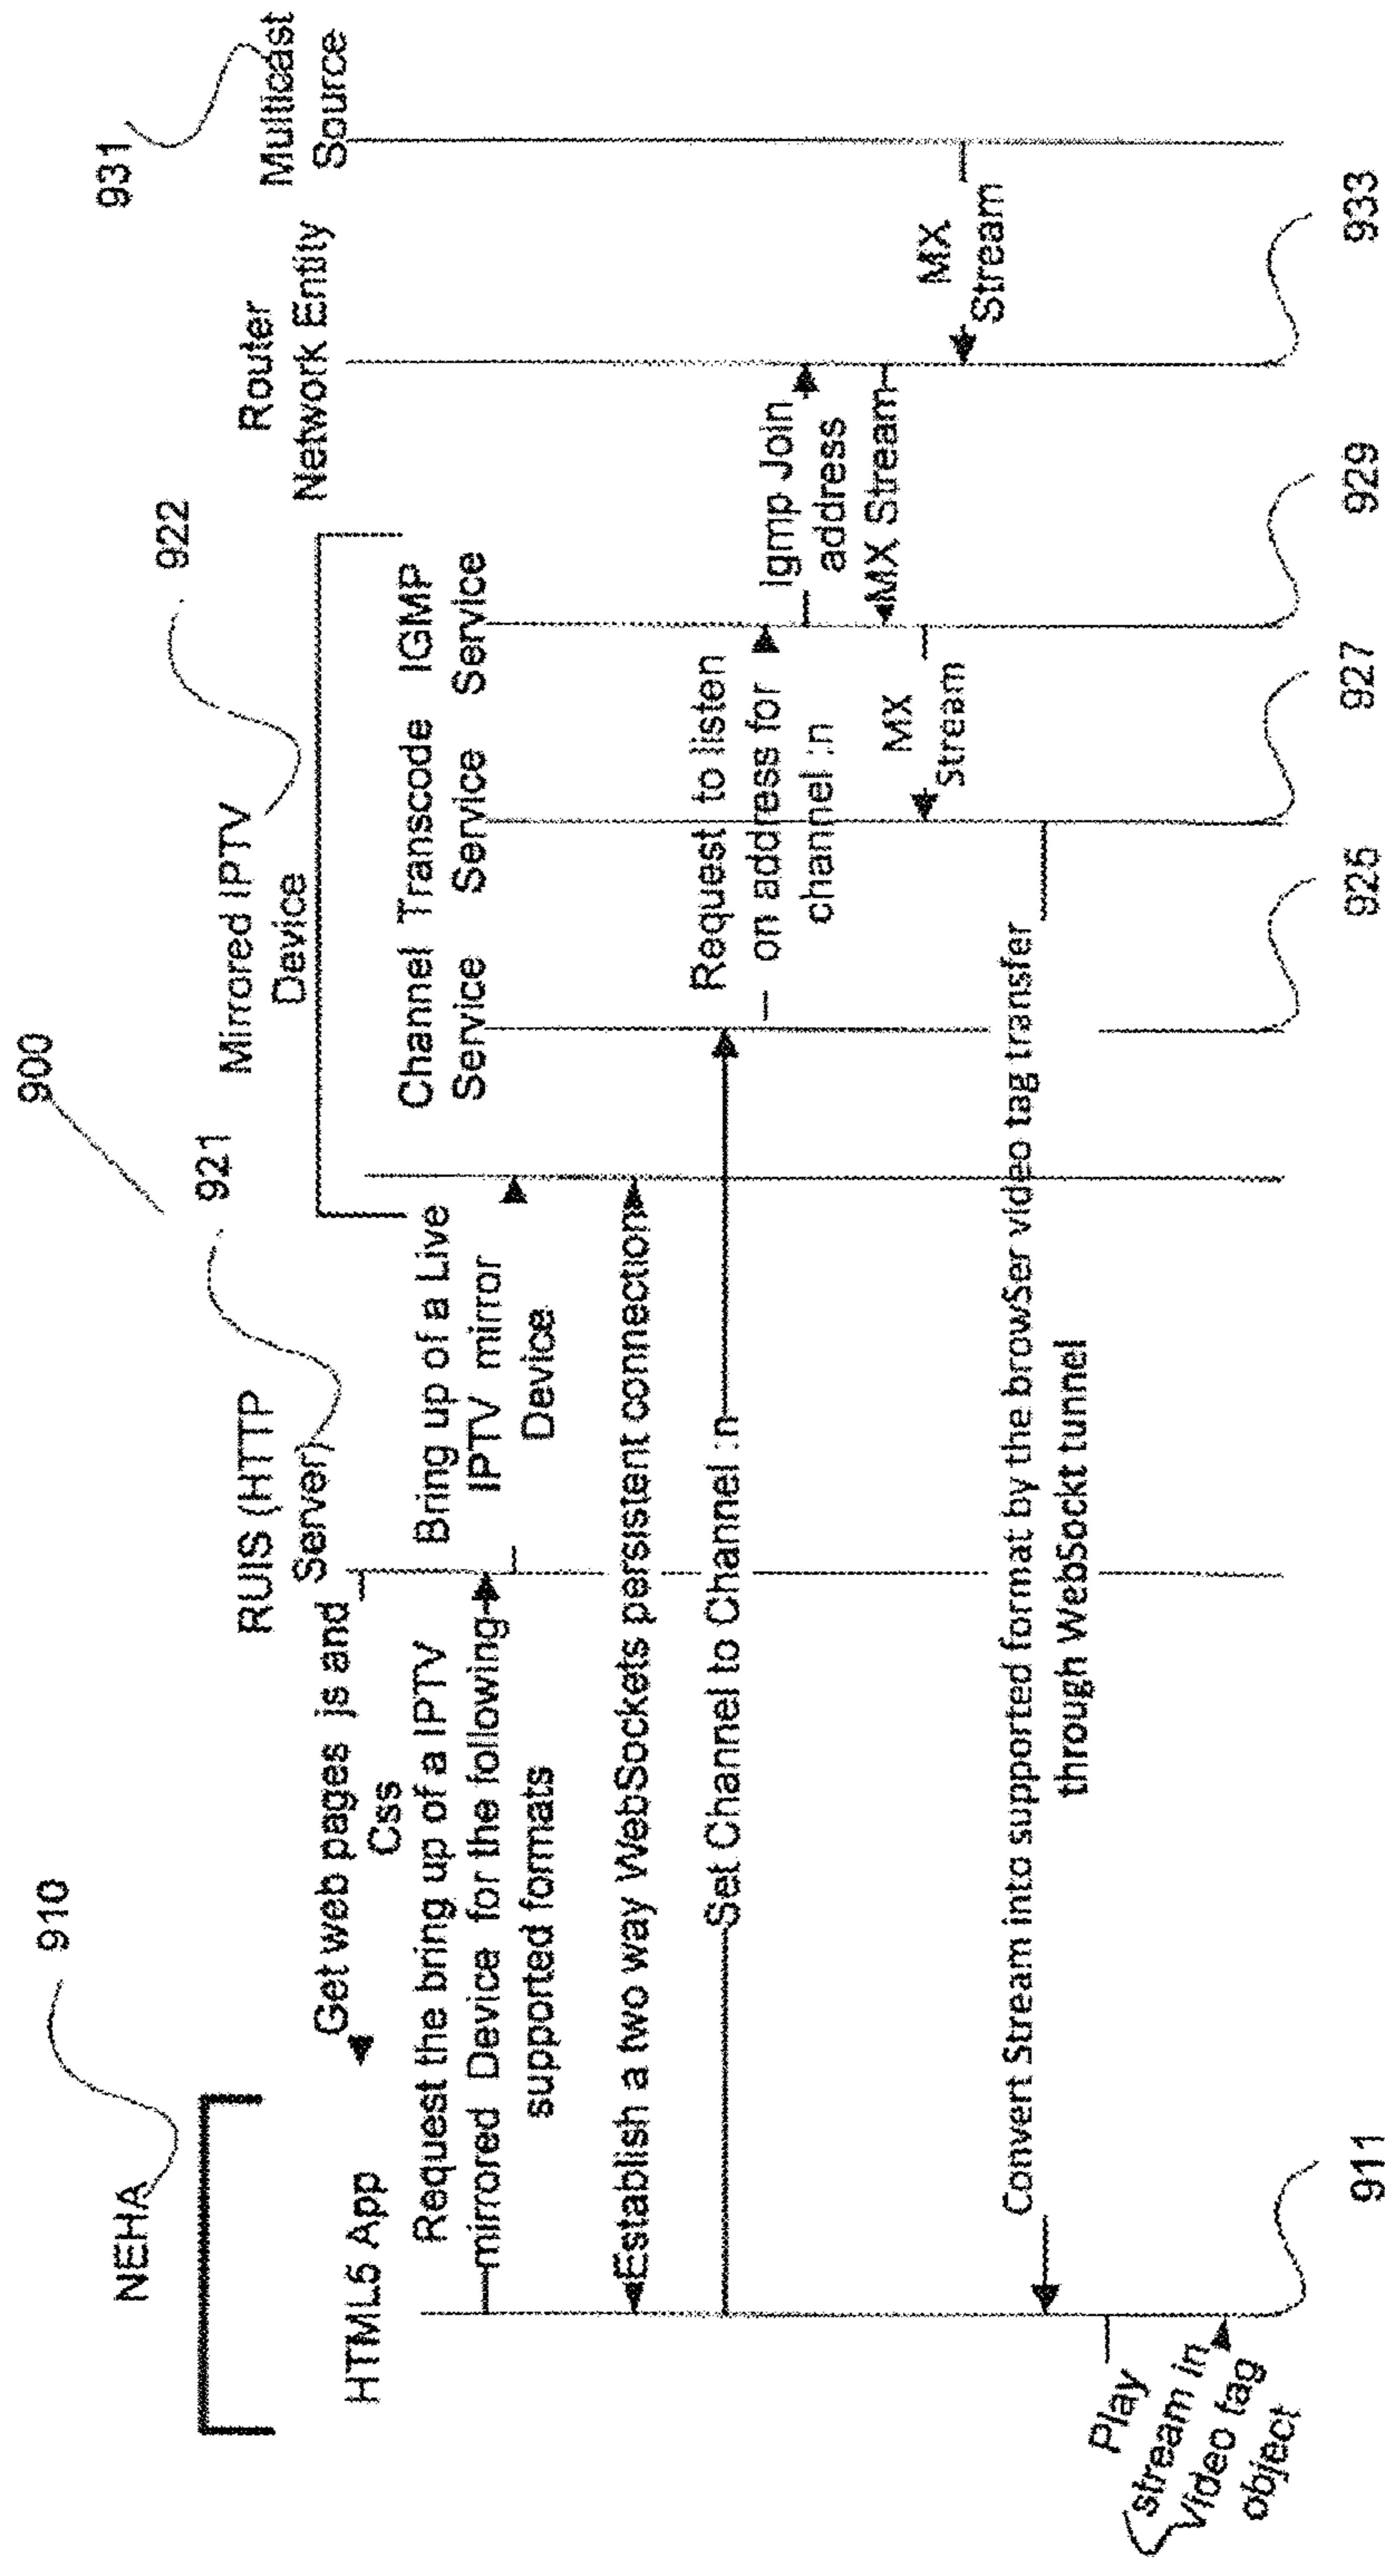 900
910
NEHA
HTML5 App
921
RUIS (HTTP
Server)
922
Mirrored IPTV
Device
Channel Transcode IGMP
Service Service Service
Router
Network Entity
931
Multicast
Source
Get web pages js and
Css
Request the bring up of a IPTV
mirrored Device for the following
supported formats
Bring up of a Live
IPTV mirror
Device
Establish a two way WebSockets persistent connection
Set Channel to Channel :n
Request to listen
on address for
channel :n
Igmp Join
address
MX Stream
MX
Stream
MX
Stream
Convert Stream into supported format by the browSer video tag transfer
through WebSockt tunnel
Play
stream in
Video tag
object
911
925
927
929
933